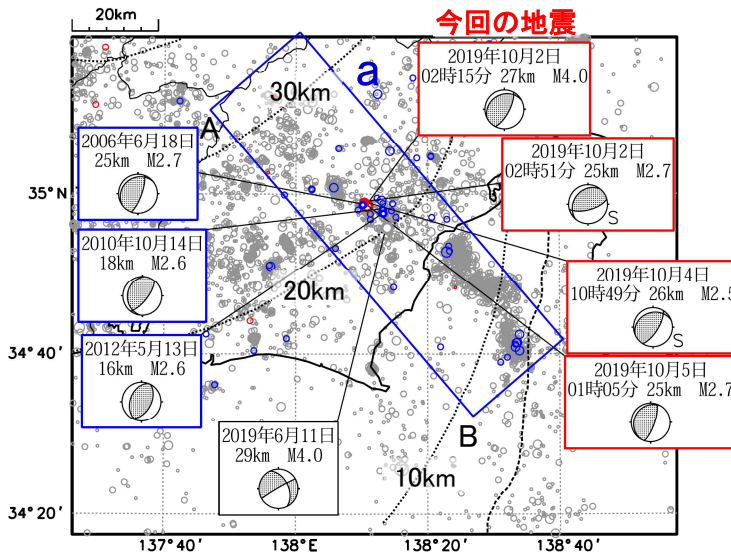 今回の地震
20km
2019年10月2日
02時15分 27km M4.0
a
30km
A
2006年6月18日
25km M2.7
2019年10月2日
02時51分 25km M2.7
S
35°N
2010年10月14日
18km M2.6
20km
2019年10月4日
10時49分 26km M2.5
S
2012年5月13日
16km M2.6
34°40'
2019年10月5日
01時05分 25km M2.7
2019年6月11日
29km M4.0
B
10km
34°20'
137°40'
138°E
138°20'
138°40'